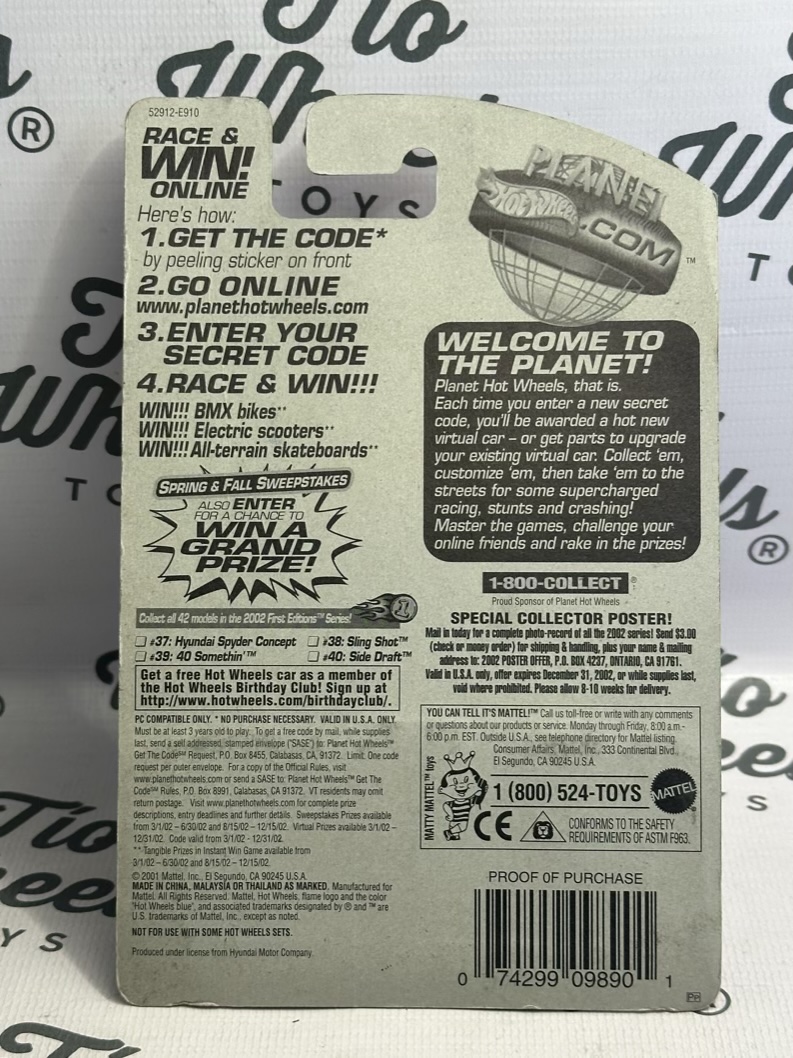 52912-E910
RACE &
WIN!
ONLINE
Here's how:
1.GET THE CODE*
by peeling sticker on front
2.GO ONLINE
www.planethotwheels.com
3.ENTER YOUR
SECRET CODE
4.RACE & WIN!!!
WIN!!! BMX bikes**
WIN!!! Electric scooters**
WIN!!! All-terrain skateboards**
SPRING & FALL SWEEPSTAKES
ALSO ENTER
FOR A CHANCE TO
WIN A
GRAND
PRIZE!
Collect all 42 models in the 2002 First Editions™ Series!
1
#37: Hyundai Spyder Concept
#38: Sling Shot™
#39: 40 Somethin'™
#40: Side Draft™
Get a free Hot Wheels car as a member of
the Hot Wheels Birthday Club! Sign up at
http://www.hotwheels.com/birthdayclub/.
PC COMPATIBLE ONLY. * NO PURCHASE NECESSARY. VALID IN U.S.A. ONLY.
Must be at least 3 years old to play. To get a free code by mail, while supplies
last, send a self addressed, stamped envelope ("SASE") to: Planet Hot Wheels™
Get The Code℠ Request, P.O. Box 8455, Calabasas, CA, 91372. Limit: One code
request per outer envelope. For a copy of the Official Rules, visit
www.planethotwheels.com or send a SASE to: Planet Hot Wheels™ Get The
Code℠ Rules, P.O. Box 8991, Calabasas, CA 91372. VT residents may omit
return postage. Visit www.planethotwheels.com for complete prize
descriptions, entry deadlines and further details. Sweepstakes Prizes available
from 3/1/02 – 6/30/02 and 8/15/02 – 12/15/02. Virtual Prizes available 3/1/02 –
12/31/02. Code valid from 3/1/02 - 12/31/02.
** Tangible Prizes in Instant Win Game available from
3/1/02 – 6/30/02 and 8/15/02 – 12/15/02.
© 2001 Mattel, Inc., El Segundo, CA 90245 U.S.A.
MADE IN CHINA, MALAYSIA OR THAILAND AS MARKED. Manufactured for
Mattel. All Rights Reserved. Mattel, Hot Wheels, flame logo and the color
"Hot Wheels blue", and associated trademarks designated by ® and ™ are
U.S. trademarks of Mattel, Inc., except as noted.
NOT FOR USE WITH SOME HOT WHEELS SETS.
Produced under license from Hyundai Motor Company.
PLANET
HOT WHEELS
.COM
™
WELCOME TO
THE PLANET!
Planet Hot Wheels, that is.
Each time you enter a new secret
code, you'll be awarded a hot new
virtual car – or get parts to upgrade
your existing virtual car. Collect 'em,
customize 'em, then take 'em to the
streets for some supercharged
racing, stunts and crashing!
Master the games, challenge your
online friends and rake in the prizes!
1-800-COLLECT
Proud Sponsor of Planet Hot Wheels
SPECIAL COLLECTOR POSTER!
Mail in today for a complete photo-record of all the 2002 series! Send $3.00
(check or money order) for shipping & handling, plus your name & mailing
address to: 2002 POSTER OFFER, P.O. BOX 4237, ONTARIO, CA 91761.
Valid in U.S.A. only, offer expires December 31, 2002, or while supplies last,
void where prohibited. Please allow 8-10 weeks for delivery.
YOU CAN TELL IT'S MATTEL!™ Call us toll-free or write with any comments
or questions about our products or service. Monday through Friday, 8:00 a.m.-
6:00 p.m. EST. Outside U.S.A., see telephone directory for Mattel listing.
Consumer Affairs, Mattel, Inc., 333 Continental Blvd.,
El Segundo, CA 90245 U.S.A.
MATTY MATTEL™ toys
1 (800) 524-TOYS
MATTEL
CE
CONFORMS TO THE SAFETY
REQUIREMENTS OF ASTM F963.
PROOF OF PURCHASE
0 74299 09890 1
PP
Tio
Wheels
TOYS
®